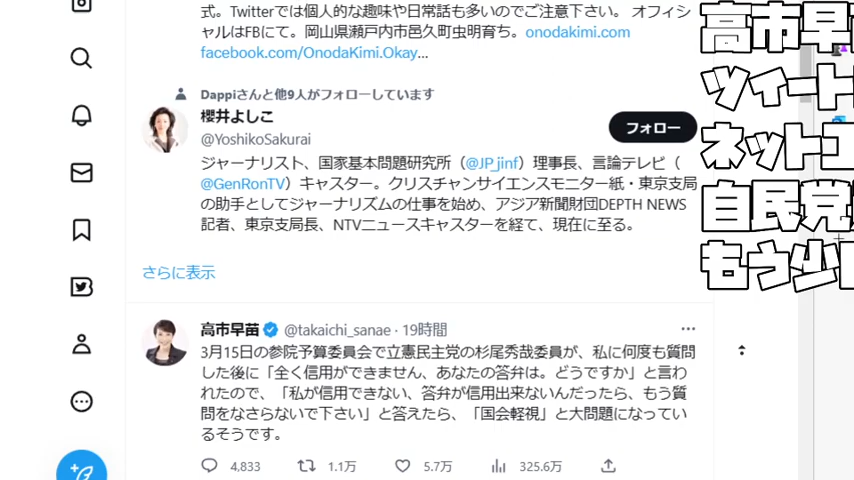 式。Twitterでは個人的な趣味や日常話も多いのでご注意下さい。 オフィシ
ャルはFBにて。岡山県瀬戸内市邑久町虫明育ち。onodakimi.com
facebook.com/OnodaKimi.Okay…
Dappiさんと他9人がフォローしています
櫻井よしこ
@YoshikoSakurai
フォロー
ジャーナリスト、国家基本問題研究所（@JP_jinf）理事長、言論テレビ（
@GenRonTV）キャスター。クリスチャンサイエンスモニター紙・東京支局
の助手としてジャーナリズムの仕事を始め、アジア新聞財団DEPTH NEWS
記者、東京支局長、NTVニュースキャスターを経て、現在に至る。
さらに表示
高市早苗 @takaichi_sanae · 19時間
3月15日の参院予算委員会で立憲民主党の杉尾秀哉委員が、私に何度も質問
した後に「全く信用ができません、あなたの答弁は。どうですか」と言わ
れたので、「私が信用できない、答弁が信用出来ないんだったら、もう質
問をなさらないで下さい」と答えたら、「国会軽視」と大問題になってい
るそうです。
4,833 1.1万 5.7万 325.6万
高市早
ツイート
ネット
自民党
もう少